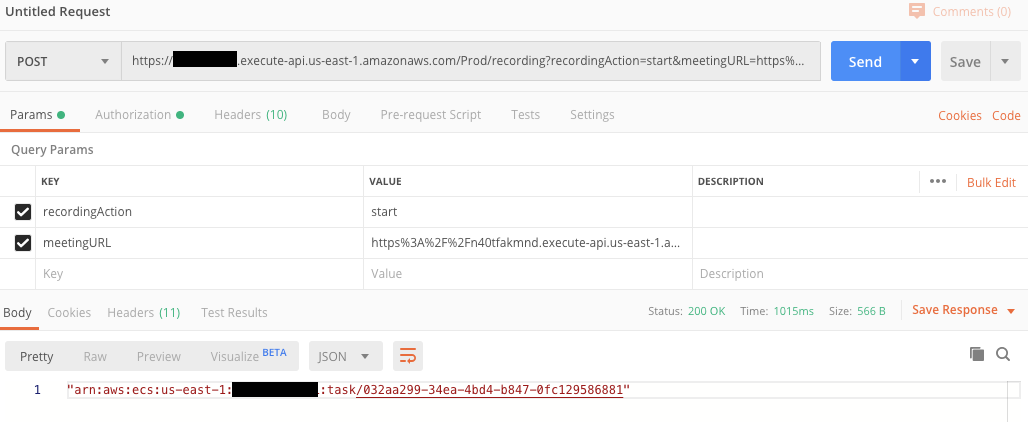 Untitled Request
Comments (0)
POST
https://
.execute-api.us-east-1.amazonaws.com/Prod/recording?recordingAction=start&meetingURL=https%...
Send
Save
Params
Authorization
Headers (10)
Body
Pre-request Script
Tests
Settings
Cookies
Code
Query Params
KEY
VALUE
DESCRIPTION
Bulk Edit
recordingAction
start
meetingURL
https%3A%2F%2Fn40tfakmnd.execute-api.us-east-1.a...
Key
Value
Description
Body
Cookies
Headers (11)
Test Results
Status: 200 OK
Time: 1015ms
Size: 566 B
Save Response
Pretty
Raw
Preview
Visualize BETA
JSON
1
"arn:aws:ecs:us-east-1:
:task/032aa299-34ea-4bd4-b847-0fc129586881"